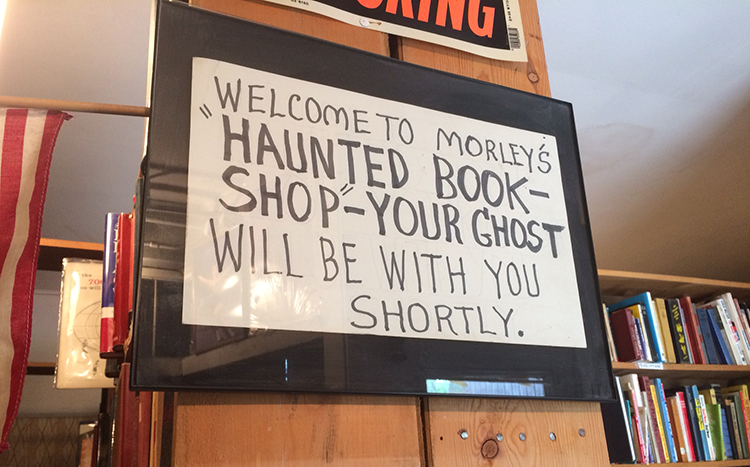 WELCOME TO MORLEY'S
"HAUNTED BOOK-
SHOP"-YOUR GHOST
WILL BE WITH YOU
SHORTLY.